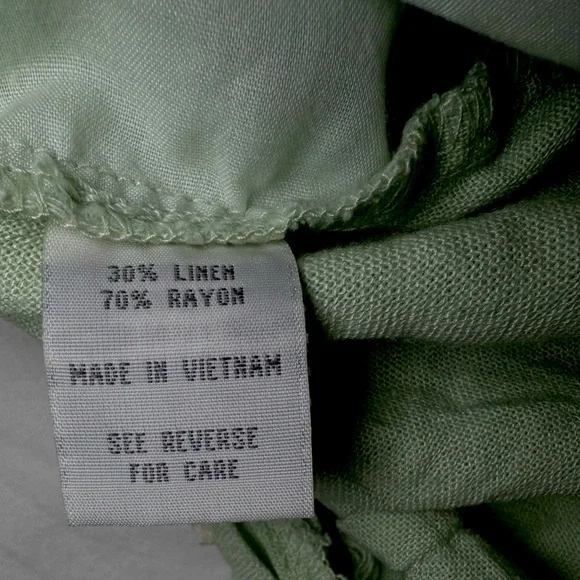 30% LINEN
70% RAYON
MADE IN VIETNAM
SEE REVERSE
FOR CARE